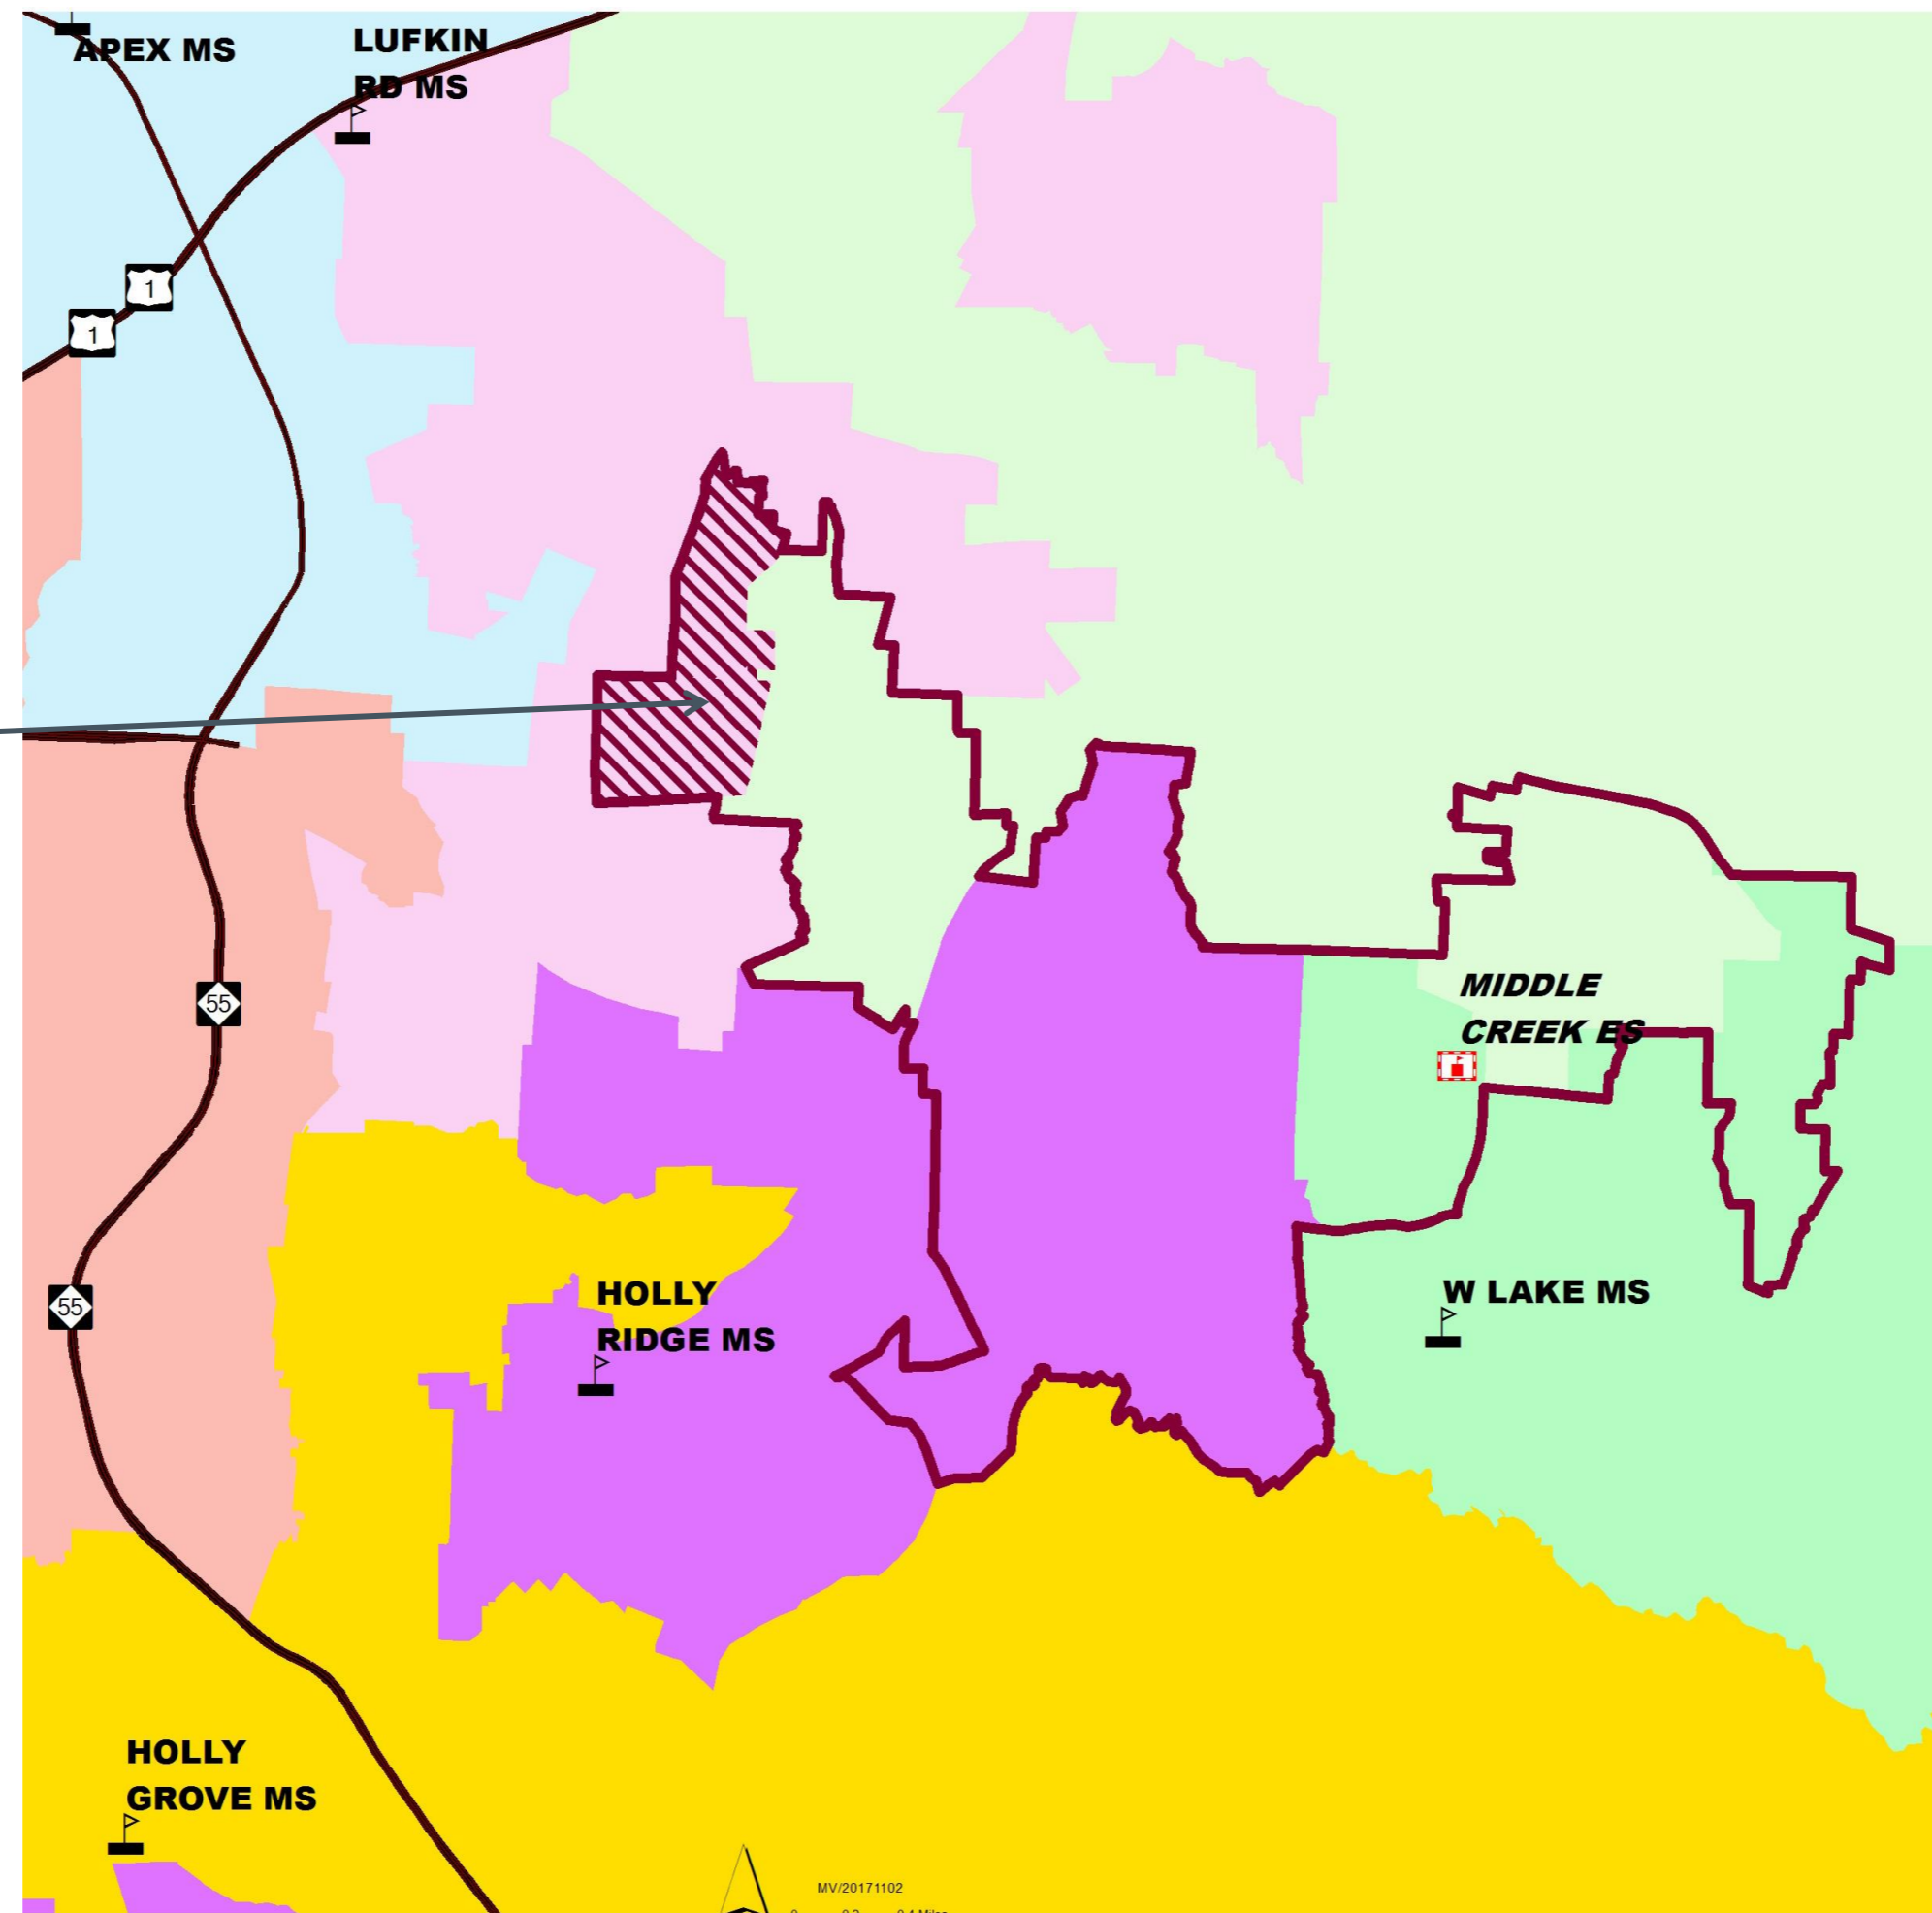 APEX MS
LUFKIN
RD MS
1
1
MIDDLE
CREEK ES
55
55
HOLLY
RIDGE MS
W LAKE MS
HOLLY
GROVE MS
MV/20171102